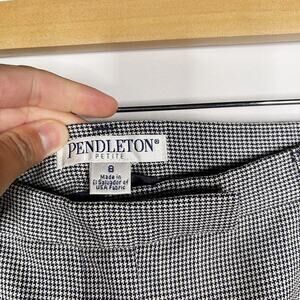 PENDLETON®
PETITE
8
Made in
El Salvador of
USA Fabric